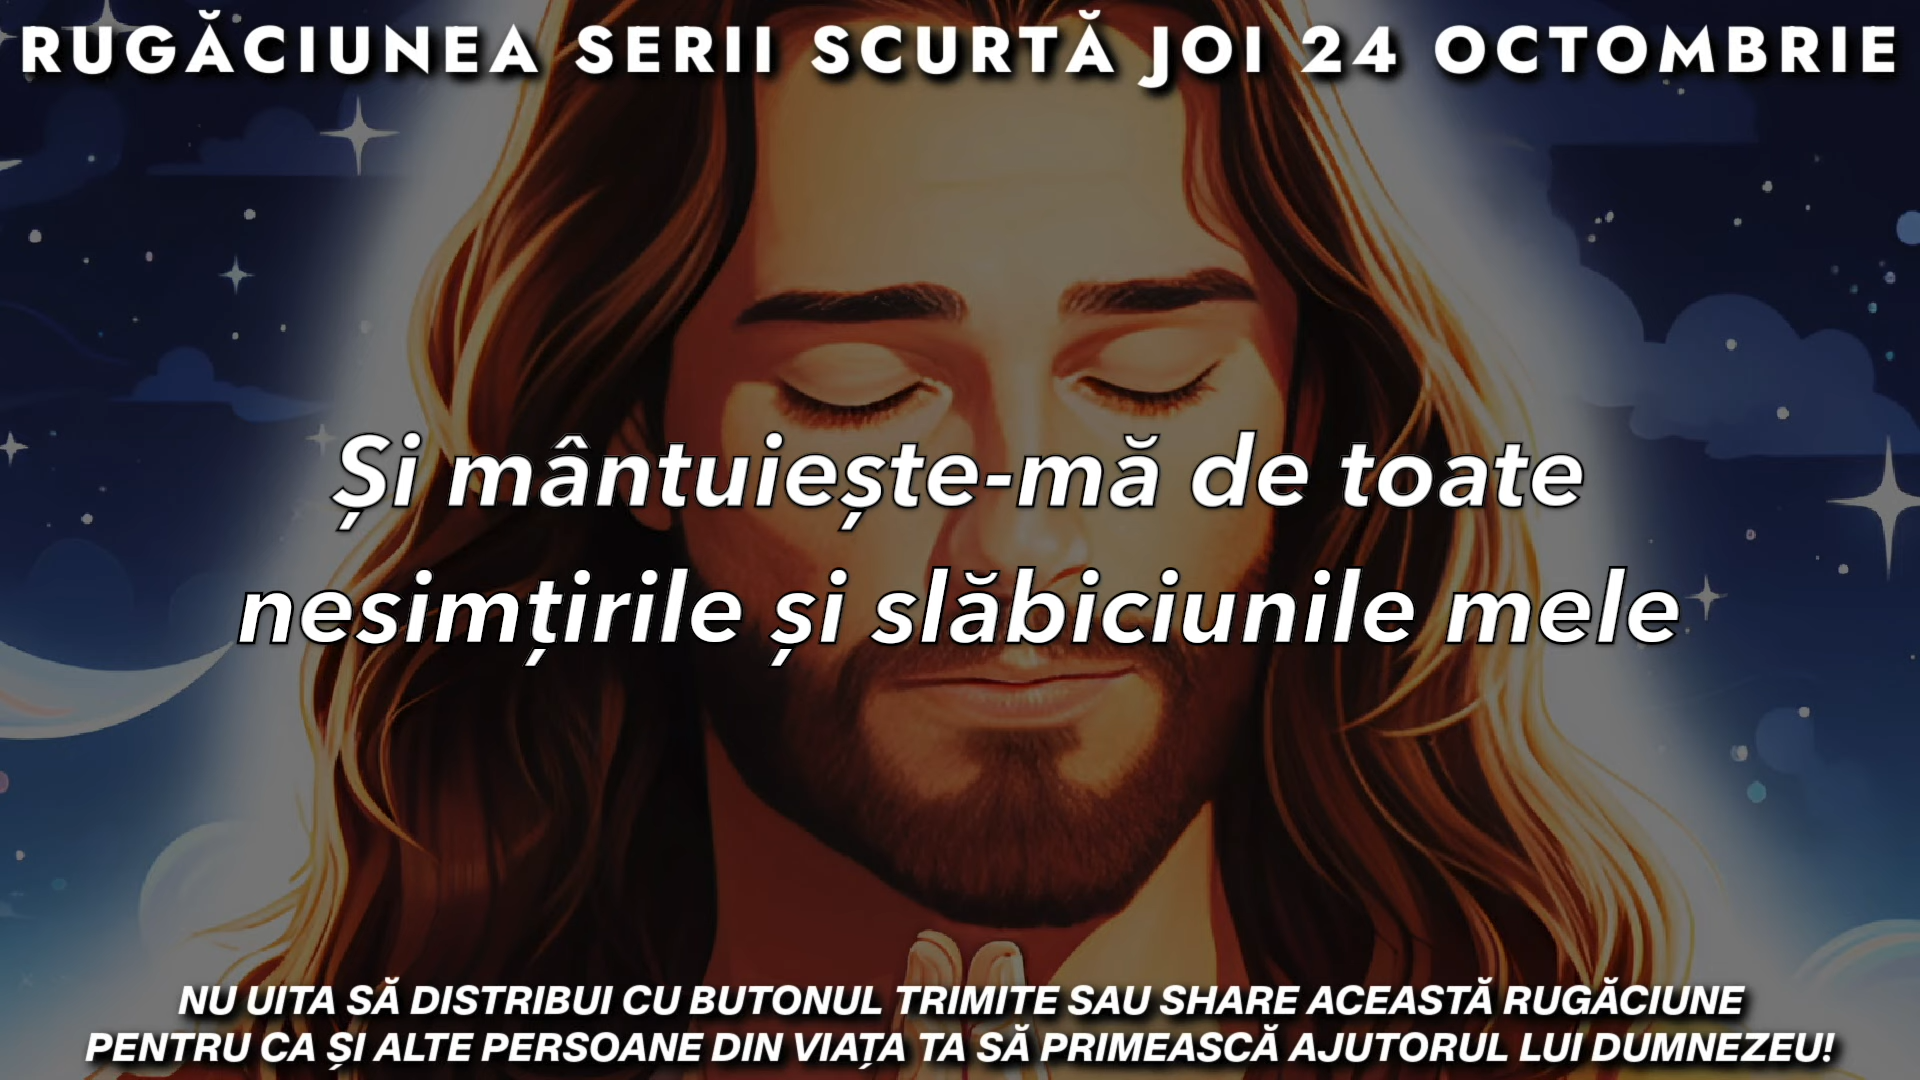 RUGĂCIUNEA SERII SCURTĂ JOI 24 OCTOMBRIE
Și mântuiește-mă de toate
nesimțirile și slăbiciunile mele
NU UITA SĂ DISTRIBUI CU BUTONUL TRIMITE SAU SHARE ACEASTĂ RUGĂCIUNE
PENTRU CA ȘI ALTE PERSOANE DIN VIAȚA TA SĂ PRIMEASCĂ AJUTORUL LUI DUMNEZEU!